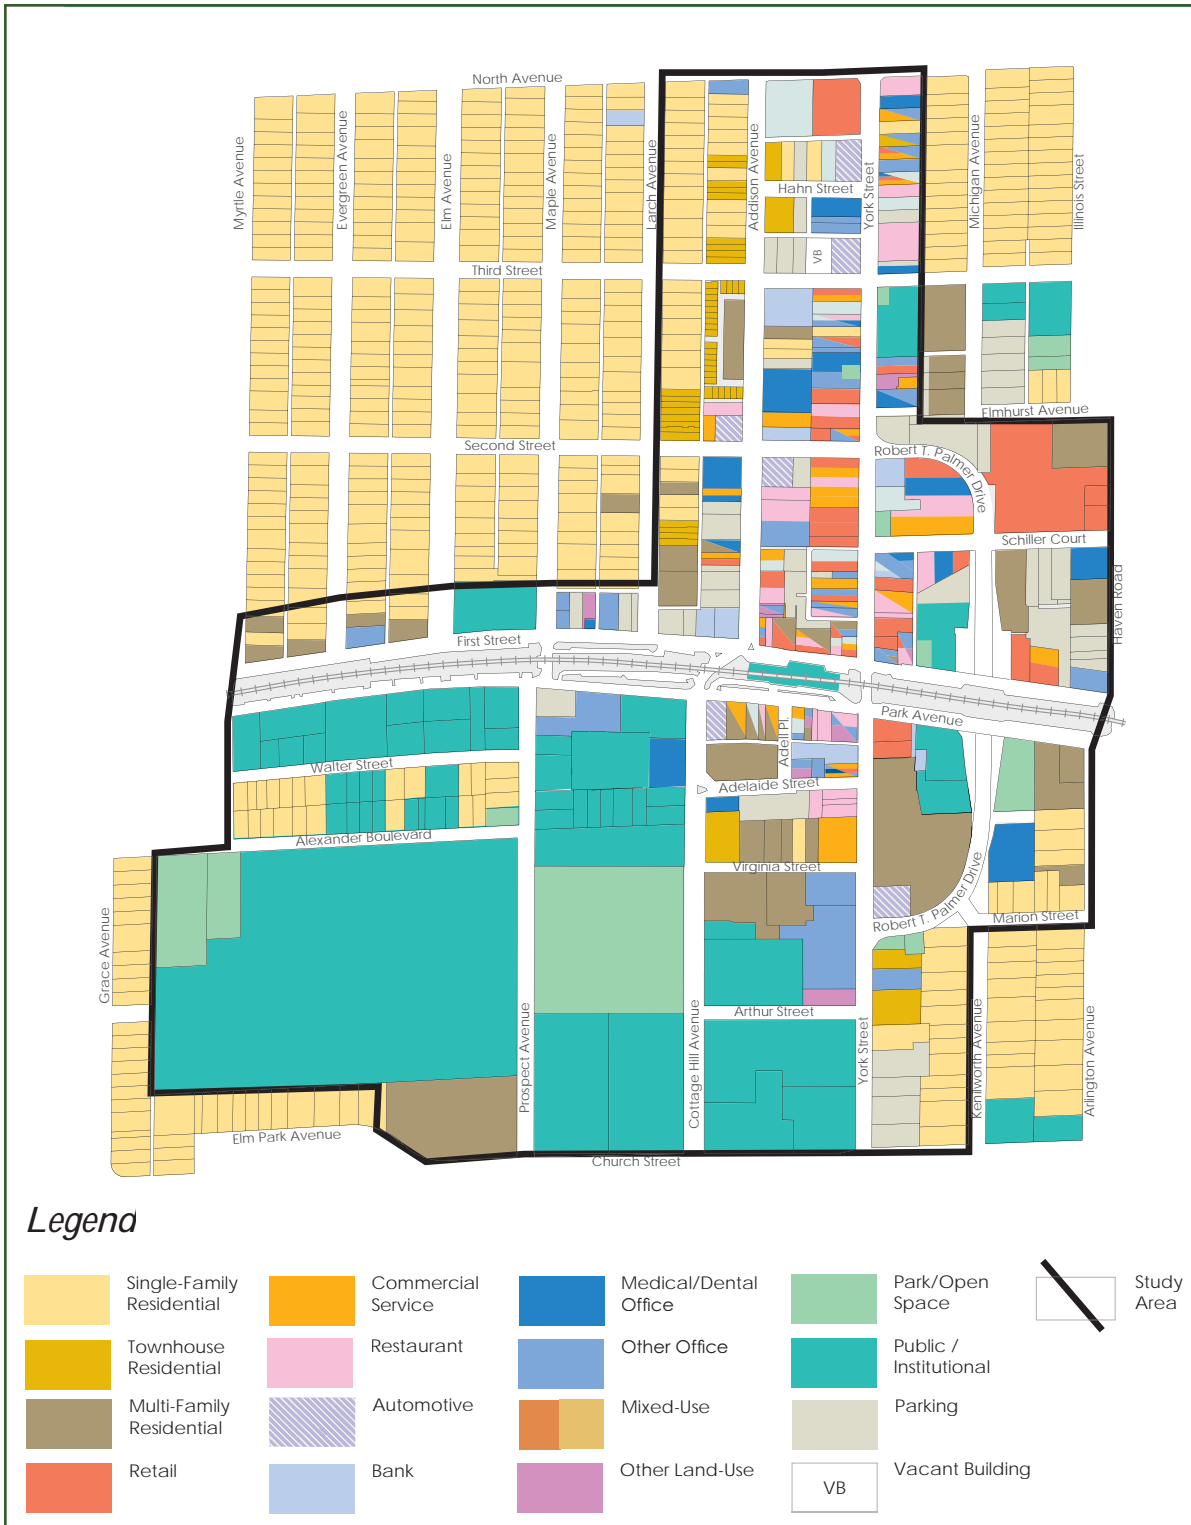 North Avenue
Myrtle Avenue
Evergreen Avenue
Elm Avenue
Maple Avenue
Larch Avenue
Addison Avenue
York Street
Michigan Avenue
Illinois Street
Hahn Street
VB
Third Street
Elmhurst Avenue
Second Street
Robert T. Palmer Drive
Schiller Court
Haven Road
First Street
Park Avenue
Adell Pl.
Walter Street
Adelaide Street
Alexander Boulevard
Virginia Street
Robert T. Palmer Drive
Marion Street
Grace Avenue
Prospect Avenue
Cottage Hill Avenue
Arthur Street
York Street
Kenilworth Avenue
Arlington Avenue
Elm Park Avenue
Church Street
Legend
Single-Family
Residential
Commercial
Service
Medical/Dental
Office
Park/Open
Space
Study
Area
Townhouse
Residential
Restaurant
Other Office
Public /
Institutional
Multi-Family
Residential
Automotive
Mixed-Use
Parking
Retail
Bank
Other Land-Use
VB
Vacant Building